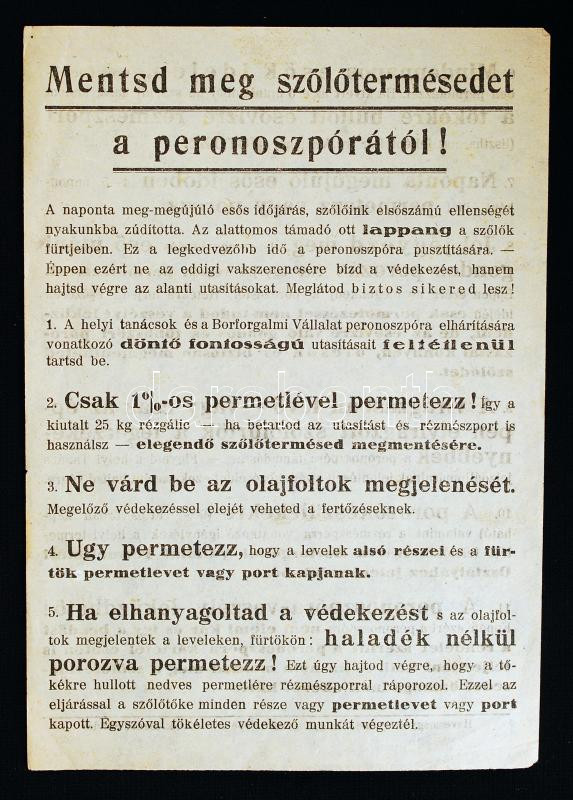 Mentsd meg szőlőtermésedet
a peronoszpórától!
A naponta meg-megújúló esős időjárás, szőlőink elsőszámú ellenségét
nyakunkba zúdította. Az alattomos támadó ott lappang a szőlők
fürtjeiben. Ez a legkedvezőbb idő a peronoszpóra pusztítására. —
Éppen ezért ne az eddigi vakszerencsére bízd a védekezést, hanem
hajtsd végre az alanti utasításokat. Meglátod biztos sikered lesz!
1. A helyi tanácsok és a Borforgalmi Vállalat peronoszpóra elhárítására
vonatkozó döntő fontosságú utasításait feltétlenül
tartsd be.
2. Csak 1%-os permetlével permetezz! Így a
kiutalt 25 kg rézgálic — ha betartod az utasítást és rézmészport is
használsz — elegendő szőlőtermésed megmentésére.
3. Ne várd be az olajfoltok megjelenését.
Megelőző védekezéssel elejét veheted a fertőzéseknek.
4. Ugy permetezz, hogy a levelek alsó részei és a für-
tök permetlevet vagy port kapjanak.
5. Ha elhanyagoltad a védekezést s az olajfol-
tok megjelentek a leveleken, fürtökön: haladék nélkül
porozva permetezz! Ezt úgy hajtod végre, hogy a tő-
kékre hullott nedves permetlére rézmészporral ráporozol. Ezzel az
eljárással a szőlőtőke minden része vagy permetlevet vagy port
kapott. Egyszóval tökéletes védekező munkát végeztél.